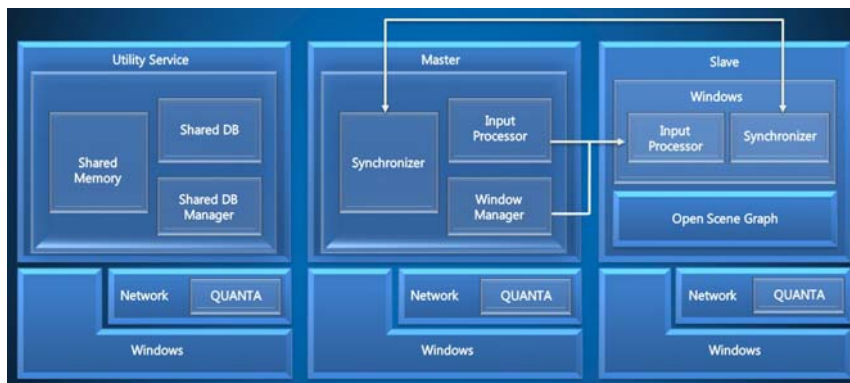 Utility Service
Shared
Memory
Shared DB
Shared DB
Manager
Network
QUANTA
Windows
Master
Synchronizer
Input
Processor
Window
Manager
Network
QUANTA
Windows
Slave
Windows
Input
Processor
Synchronizer
Open Scene Graph
Network
QUANTA
Windows